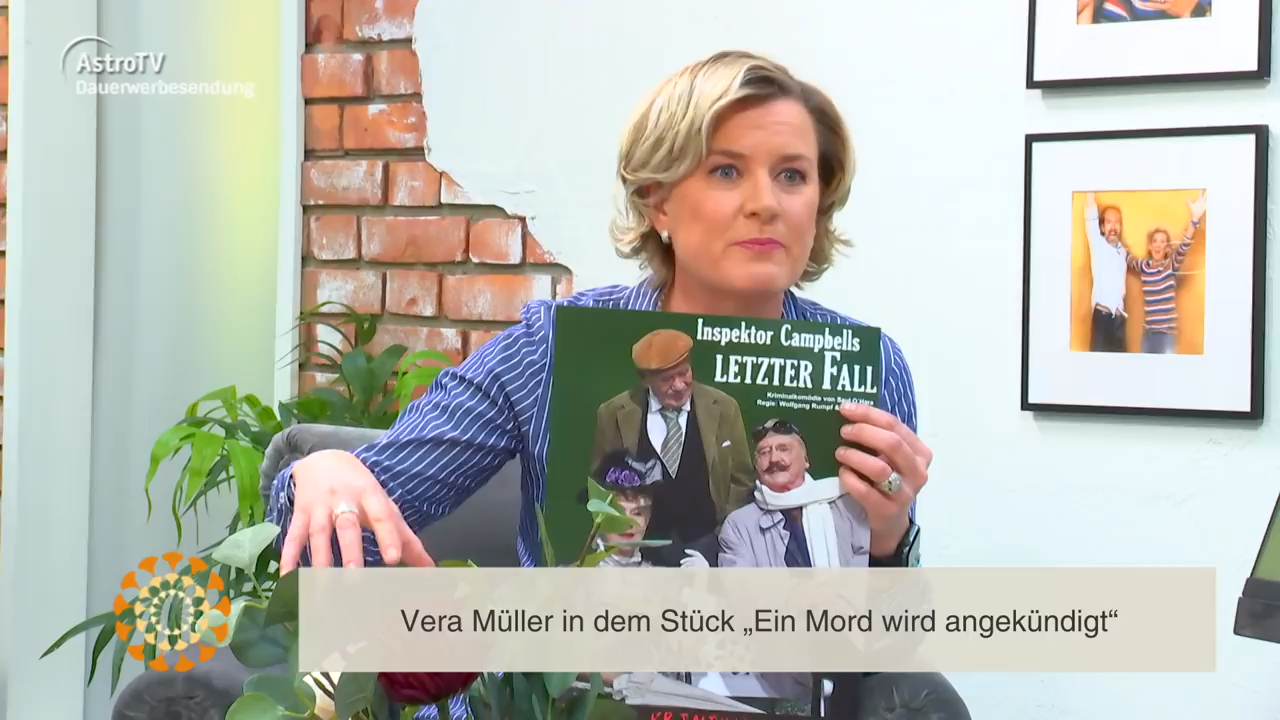 AstroTV
Dauerwerbesendung
Inspektor Campbells
LETZTER FALL
Kriminalkomödie von Saul O'Hara
Regie: Wolfgang Rumpf &
Vera Müller in dem Stück „Ein Mord wird angekündigt“